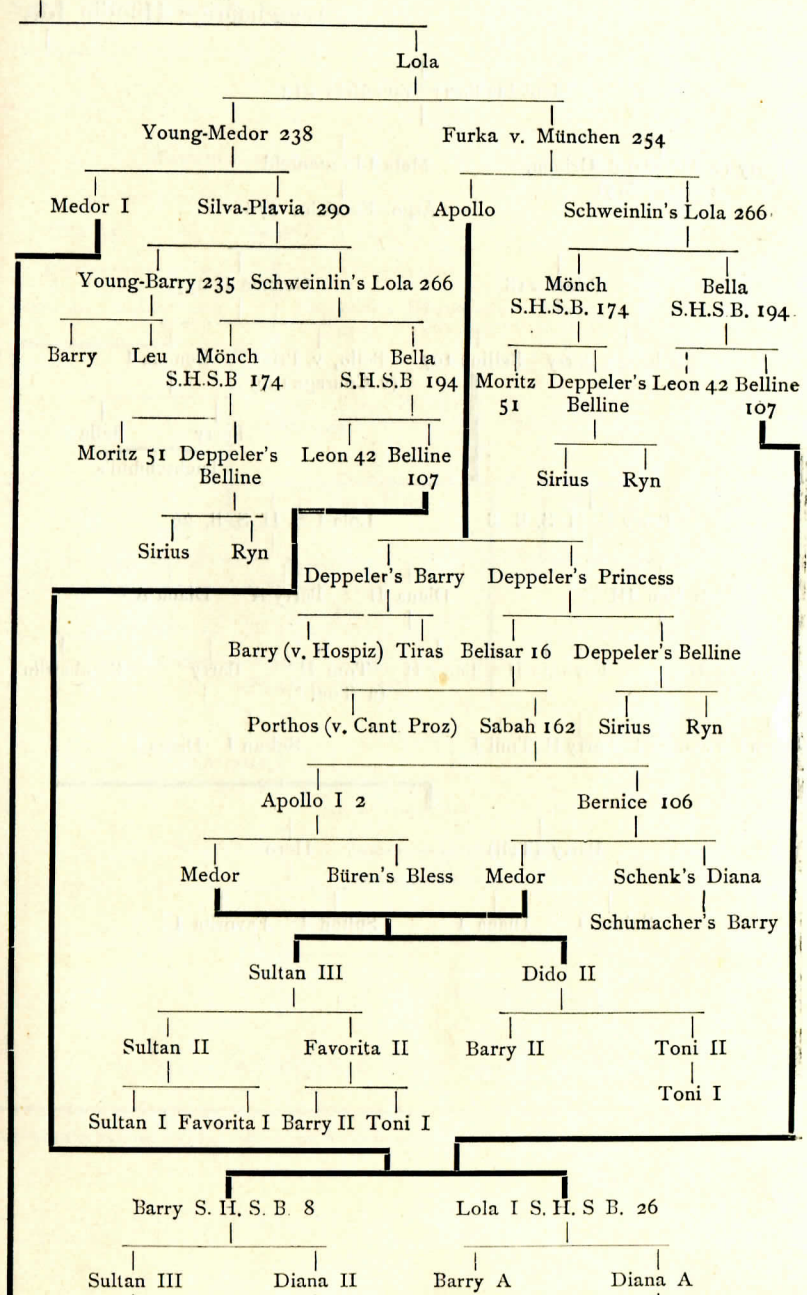 Lola
Young-Medor 238 Furka v. München 254
Medor I Silva-Plavia 290 Apollo Schweinlin's Lola 266
Young-Barry 235 Schweinlin's Lola 266 Mönch Bella
S.H.S.B. 174 S.H.S B. 194
Barry Leu Mönch Bella
S.H.S.B 174 S.H.S.B 194
Moritz Deppeler's Leon 42 Belline
51 Belline 107
Moritz 51 Deppeler's Leon 42 Belline
Belline 107
Sirius Ryn
Sirius Ryn
Deppeler's Barry Deppeler's Princess
Barry (v. Hospiz) Tiras Belisar 16 Deppeler's Belline
Porthos (v. Cant Proz) Sabah 162 Sirius Ryn
Apollo I 2 Bernice 106
Medor Büren's Bless Medor Schenk's Diana
Schumacher's Barry
Sultan III Dido II
Sultan II Favorita II Barry II Toni II
Toni I
Sultan I Favorita I Barry II Toni I
Barry S. H. S. B. 8 Lola I S. H. S B. 26
Sultan III Diana II Barry A Diana A